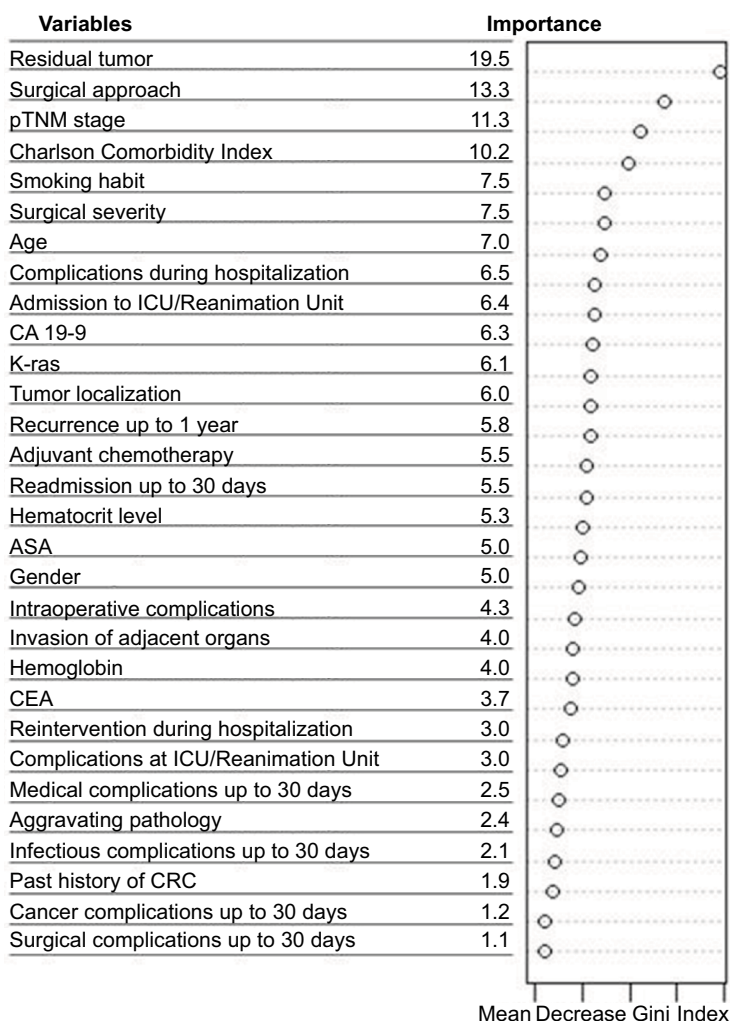 Variables Importance
Residual tumor 19.5
Surgical approach 13.3
pTNM stage 11.3
Charlson Comorbidity Index 10.2
Smoking habit 7.5
Surgical severity 7.5
Age 7.0
Complications during hospitalization 6.5
Admission to ICU/Reanimation Unit 6.4
CA 19-9 6.3
K-ras 6.1
Tumor localization 6.0
Recurrence up to 1 year 5.8
Adjuvant chemotherapy 5.5
Readmission up to 30 days 5.5
Hematocrit level 5.3
ASA 5.0
Gender 5.0
Intraoperative complications 4.3
Invasion of adjacent organs 4.0
Hemoglobin 4.0
CEA 3.7
Reintervention during hospitalization 3.0
Complications at ICU/Reanimation Unit 3.0
Medical complications up to 30 days 2.5
Aggravating pathology 2.4
Infectious complications up to 30 days 2.1
Past history of CRC 1.9
Cancer complications up to 30 days 1.2
Surgical complications up to 30 days 1.1
Mean Decrease Gini Index